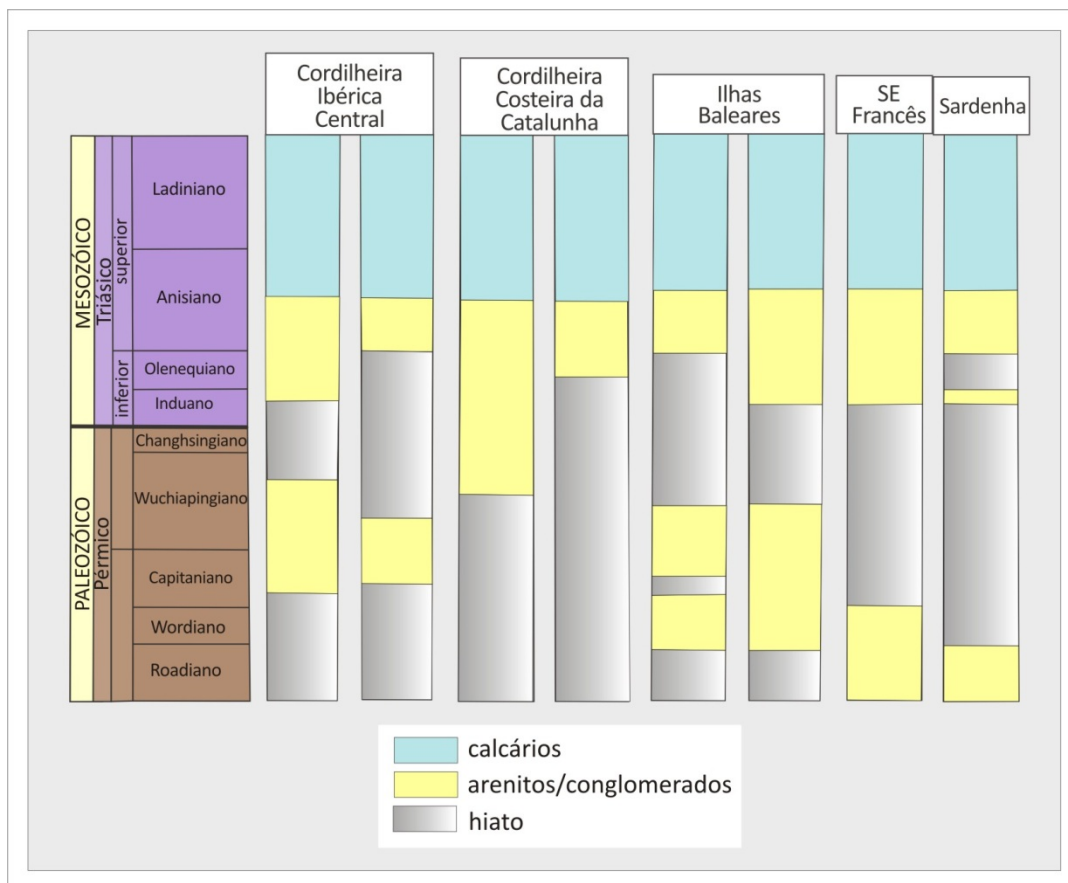 Cordilheira
Ibérica
Central
Cordilheira
Costeira da
Catalunha
Ilhas
Baleares
SE
Francês
Sardenha
MESOZÓICO
Triásico
superior
inferior
Ladiniano
Anisiano
Olenequiano
Induano
PALEOZÓICO
Pérmico
Changhsingiano
Wuchiapingiano
Capitaniano
Wordiano
Roadiano
calcários
arenitos/conglomerados
hiato